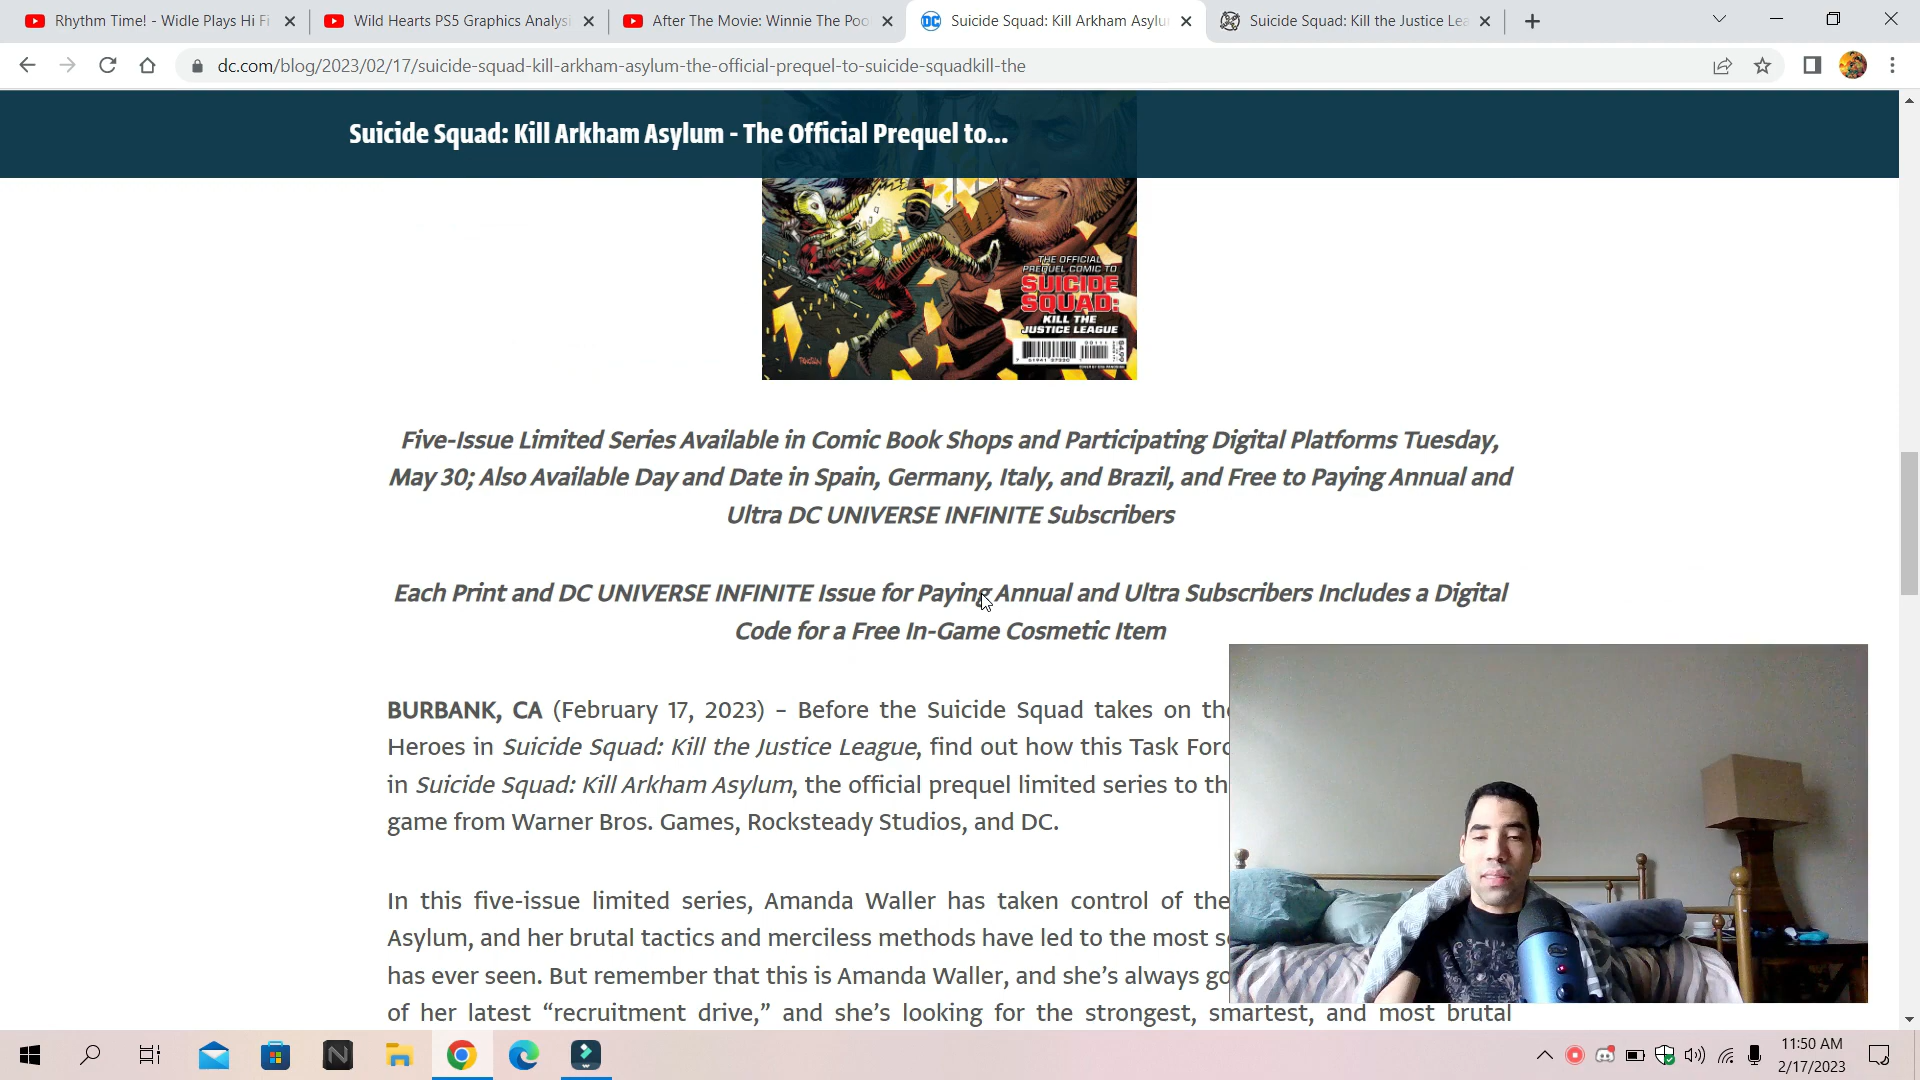 Rhythm Time! - Widle Plays Hi Fi
Wild Hearts PS5 Graphics Analysi
After The Movie: Winnie The Poo
Suicide Squad: Kill Arkham Asylu
Suicide Squad: Kill the Justice Lea
dc.com/blog/2023/02/17/suicide-squad-kill-arkham-asylum-the-official-prequel-to-suicide-squadkill-the
Suicide Squad: Kill Arkham Asylum - The Official Prequel to...
THE OFFICIAL
PREQUEL COMIC TO
SUICIDE
SQUAD:
KILL THE
JUSTICE LEAGUE
Five-Issue Limited Series Available in Comic Book Shops and Participating Digital Platforms Tuesday,
May 30; Also Available Day and Date in Spain, Germany, Italy, and Brazil, and Free to Paying Annual and
Ultra DC UNIVERSE INFINITE Subscribers
Each Print and DC UNIVERSE INFINITE Issue for Paying Annual and Ultra Subscribers Includes a Digital
Code for a Free In-Game Cosmetic Item
BURBANK, CA (February 17, 2023) – Before the Suicide Squad takes on the
Heroes in Suicide Squad: Kill the Justice League, find out how this Task Forc
in Suicide Squad: Kill Arkham Asylum, the official prequel limited series to th
game from Warner Bros. Games, Rocksteady Studios, and DC.
In this five-issue limited series, Amanda Waller has taken control of the
Asylum, and her brutal tactics and merciless methods have led to the most s
has ever seen. But remember that this is Amanda Waller, and she's always go
of her latest “recruitment drive,” and she's looking for the strongest, smartest, and most brutal
11:50 AM
2/17/2023